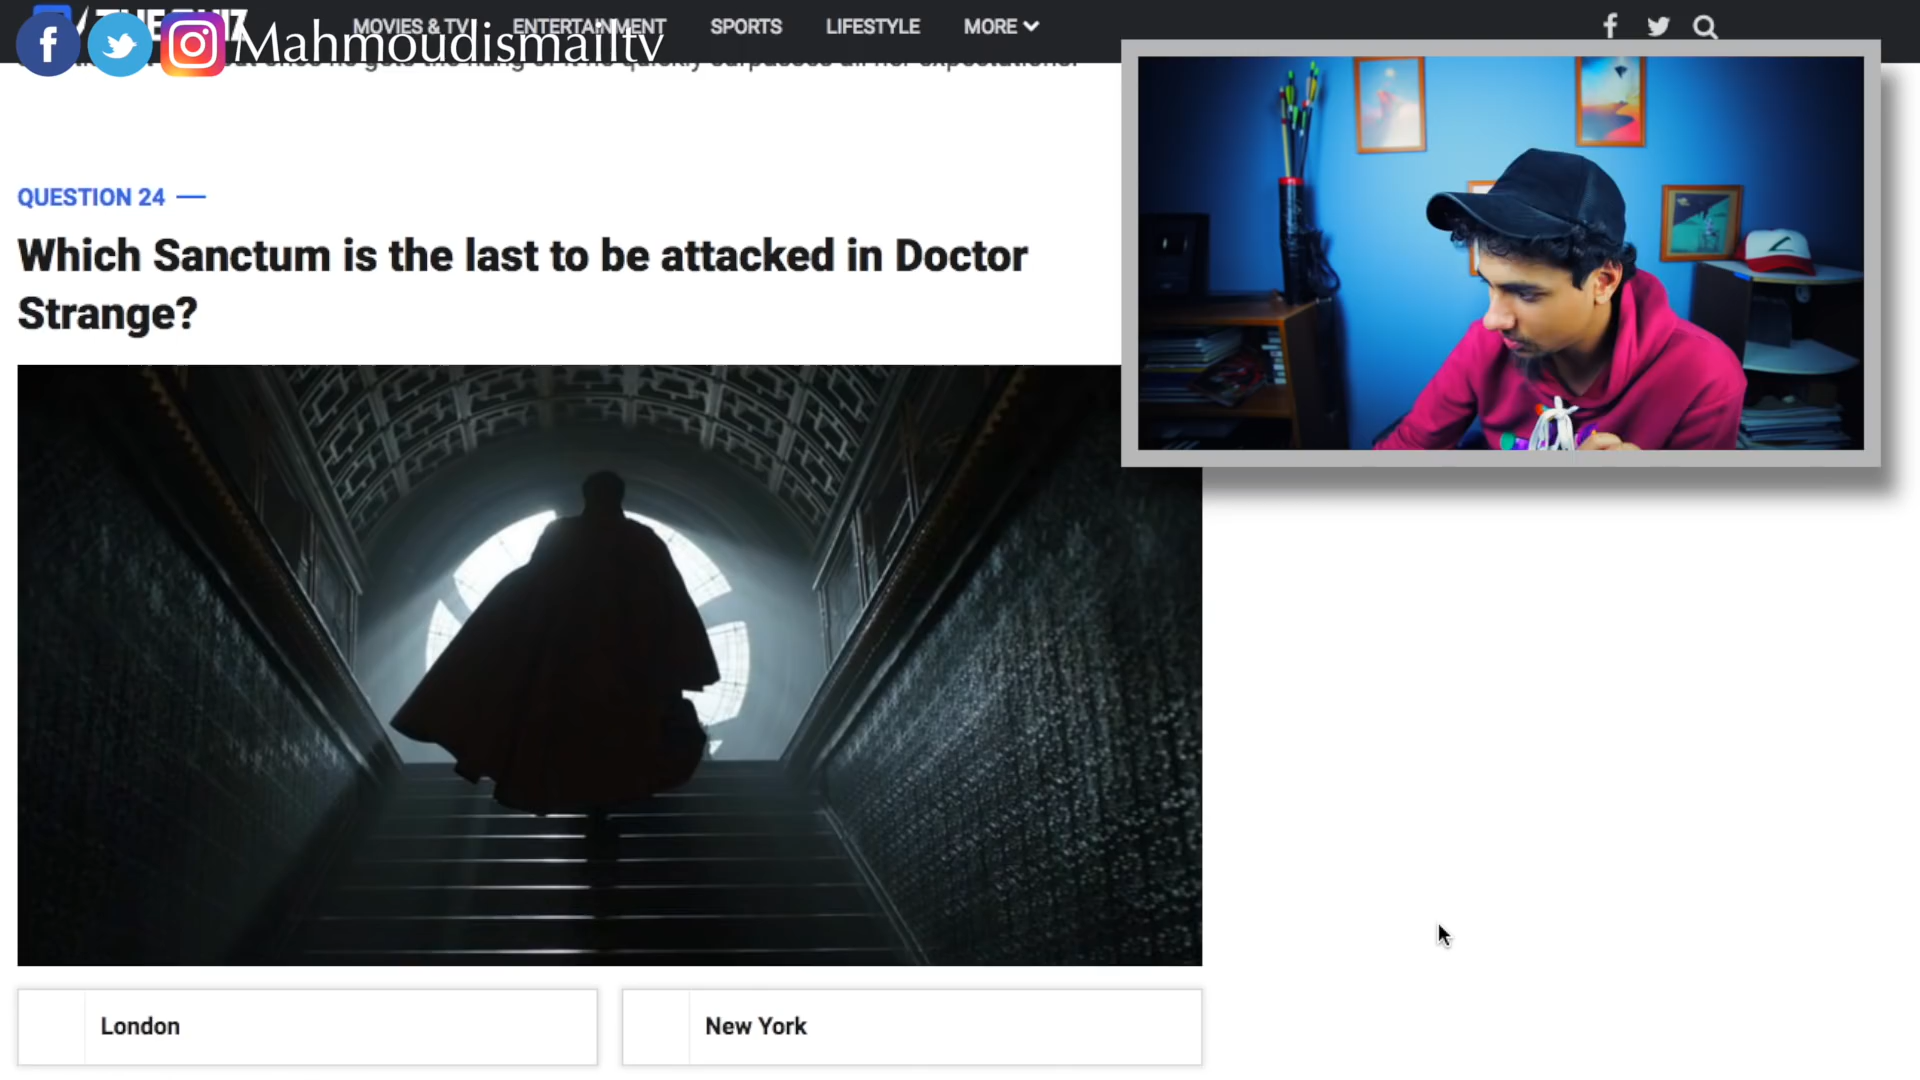 MOVIES & TV ENTERTAINMENT SPORTS LIFESTYLE MORE
Mahmoudismailtv
QUESTION 24
Which Sanctum is the last to be attacked in Doctor
Strange?
London
New York